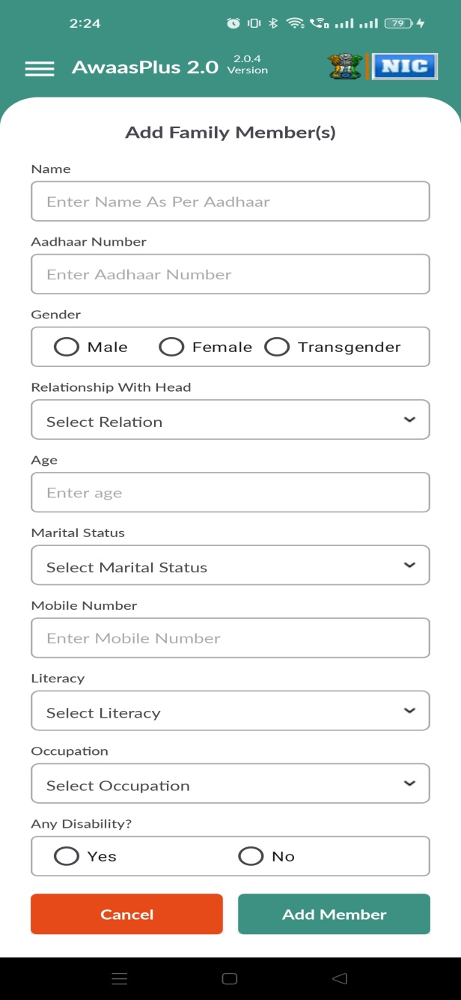 2:24
79
AwaasPlus 2.0
2.0.4
Version
NIC
Add Family Member(s)
Name
Enter Name As Per Aadhaar
Aadhaar Number
Enter Aadhaar Number
Gender
Male Female Transgender
Relationship With Head
Select Relation
Age
Enter age
Marital Status
Select Marital Status
Mobile Number
Enter Mobile Number
Literacy
Select Literacy
Occupation
Select Occupation
Any Disability?
Yes No
Cancel Add Member